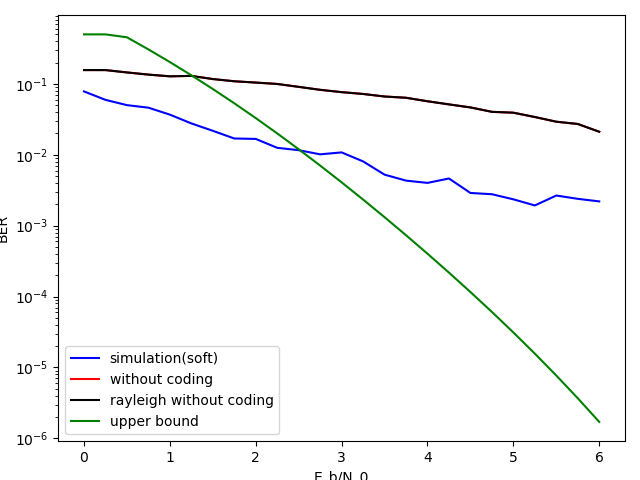 10⁻¹
10⁻²
10⁻³
10⁻⁴
10⁻⁵
10⁻⁶
BER
simulation(soft)
without coding
rayleigh without coding
upper bound
0 1 2 3 4 5 6
E_b/N_0